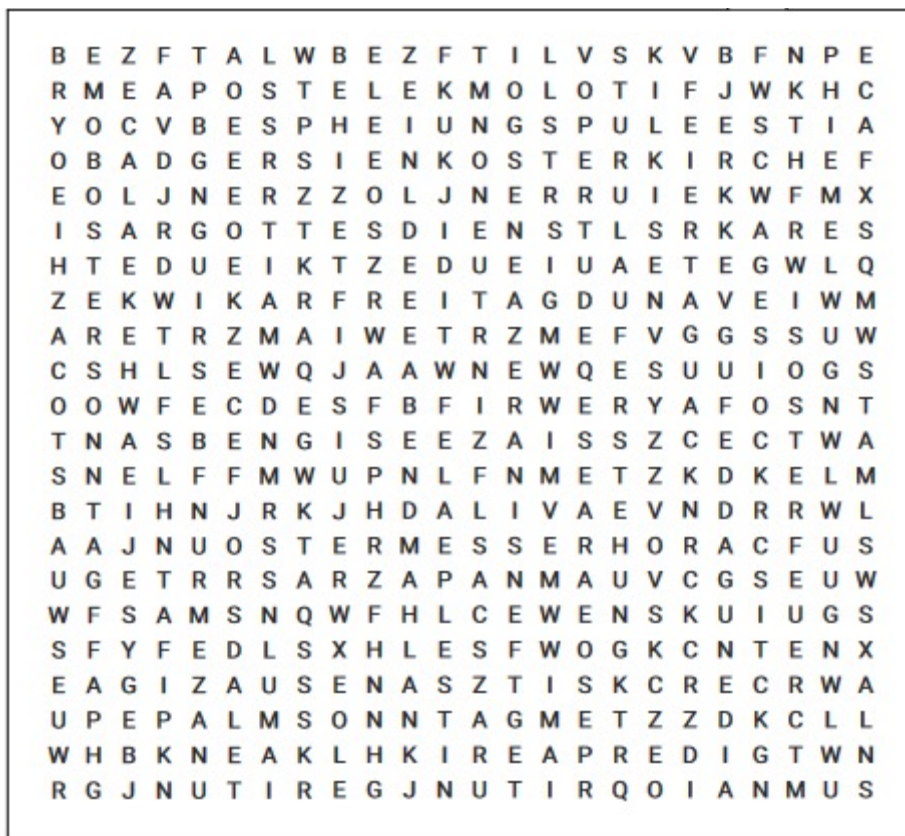 B E Z F T A L W B E Z F T I L V S K V B F N P E
R M E A P O S T E L E K M O L O T I F J W K H C
Y O C V B E S P H E I U N G S P U L E E S T I A
O B A D G E R S I E N K O S T E R K I R C H E F
E O L J N E R Z Z O L J N E R R U I E K W F M X
I S A R G O T T E S D I E N S T L S R K A R E S
H T E D U E I K T Z E D U E I U A E T E G W L Q
Z E K W I K A R F R E I T A G D U N A V E I W M
A R E T R Z M A I W E T R Z M E F V G G S S U W
C S H L S E W Q J A A W N E W Q E S U U I O G S
O O W F E C D E S F B F I R W E R Y A F O S N T
T N A S B E N G I S E E Z A I S S Z C E C T W A
S N E L F F M W U P N L F N M E T Z K D K E L M
B T I H N J R K J H D A L I V A E V N D R R W L
A A J N U O S T E R M E S S E R H O R A C F U S
U G E T R R S A R Z A P A N M A U V C G S E U W
W F S A M S N Q W F H L C E W E N S K U I U G S
S F Y F E D L S X H L E S F W O G K C N T E N X
E A G I Z A U S E N A S Z T I S K C R E C R W A
U P E P A L M S O N N T A G M E T Z Z D K C L L
W H B K N E A K L H K I R E A P R E D I G T W N
R G J N U T I R E G J N U T I R Q O I A N M U S